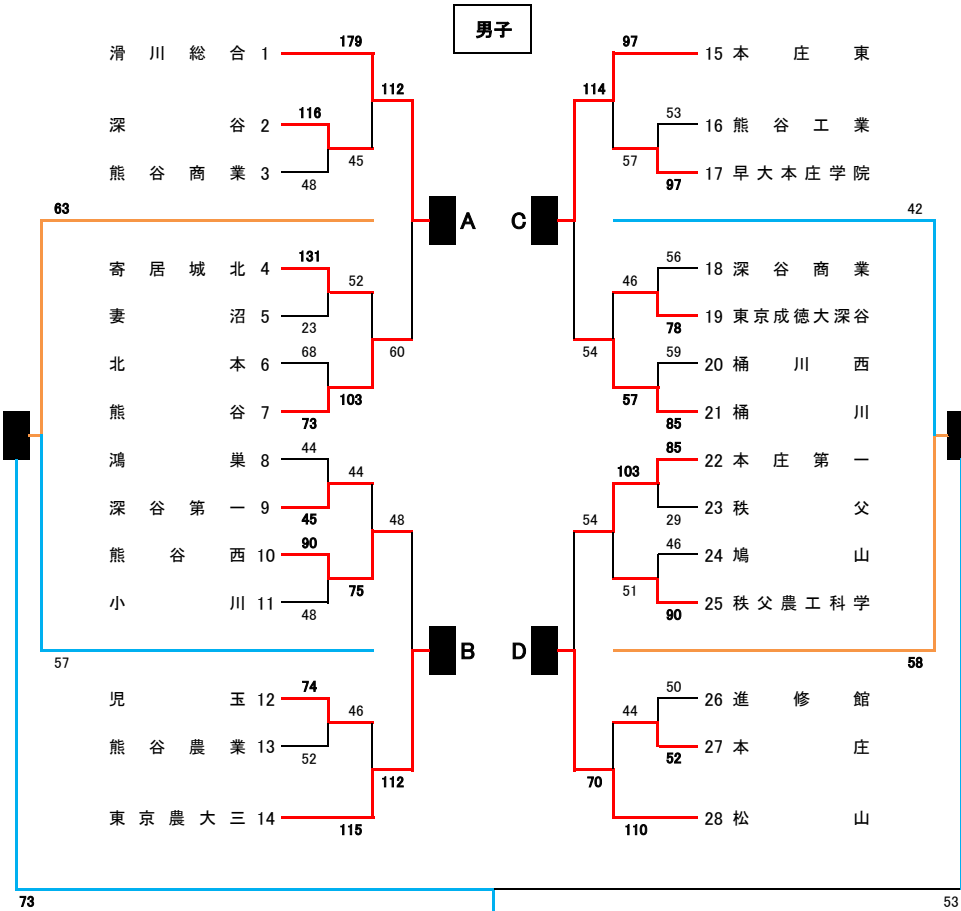 男子
179
滑川総合 1
112
116
深谷 2
45
熊谷商業 3
48
63
A
131
寄居城北 4
52
妻沼 5
23
60
68
北本 6
103
熊谷 7
73
44
鴻巣 8
44
深谷第一 9
45
48
90
熊谷西 10
75
小川 11
48
B
57
74
児玉 12
46
熊谷農業 13
52
112
東京農大三 14
115
97
15 本庄東
114
53
16 熊谷工業
57
17 早大本庄学院
97
C
42
56
18 深谷商業
46
19 東京成徳大深谷
78
54
59
20 桶川西
57
21 桶川
85
85
22 本庄第一
103
23 秩父
29
54
46
24 鳩山
51
25 秩父農工科学
90
D
58
50
26 進修館
44
27 本庄
52
70
28 松山
110
73
53